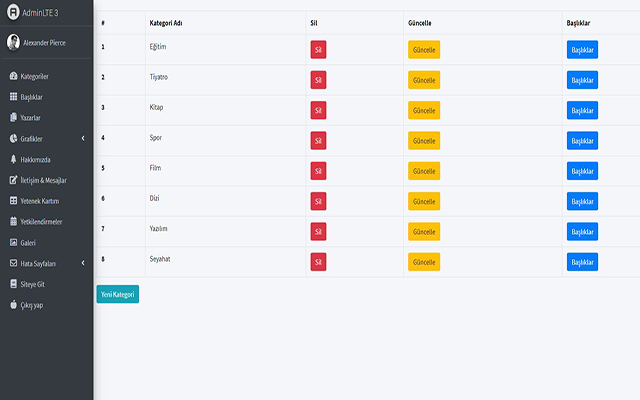 AdminLTE 3
Alexander Pierce
Kategoriler
Başlıklar
Yazarlar
Grafikler
Hakkımızda
İletişim & Mesajlar
Yetenek Kartım
Yetkilendirmeler
Galeri
Hata Sayfaları
Siteye Git
Çıkış yap
# Kategori Adı Sil Güncelle Başlıklar
1 Eğitim Sil Güncelle Başlıklar
2 Tiyatro Sil Güncelle Başlıklar
3 Kitap Sil Güncelle Başlıklar
4 Spor Sil Güncelle Başlıklar
5 Film Sil Güncelle Başlıklar
6 Dizi Sil Güncelle Başlıklar
7 Yazılım Sil Güncelle Başlıklar
8 Seyahat Sil Güncelle Başlıklar
Yeni Kategori